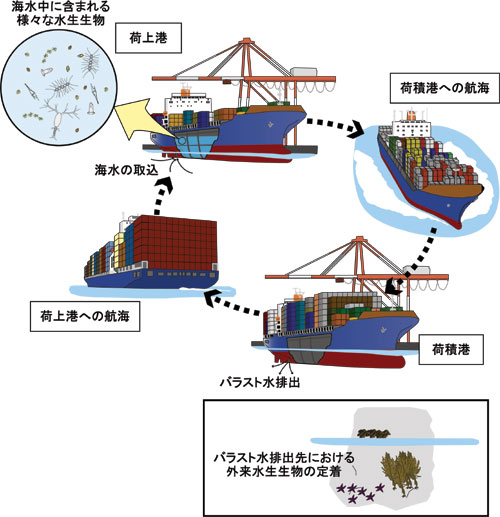 海水中に含まれる
様々な水生生物
荷上港
荷積港への航海
海水の取込
荷上港への航海
荷積港
バラスト水排出
バラスト水排出先における
外来水生生物の定着